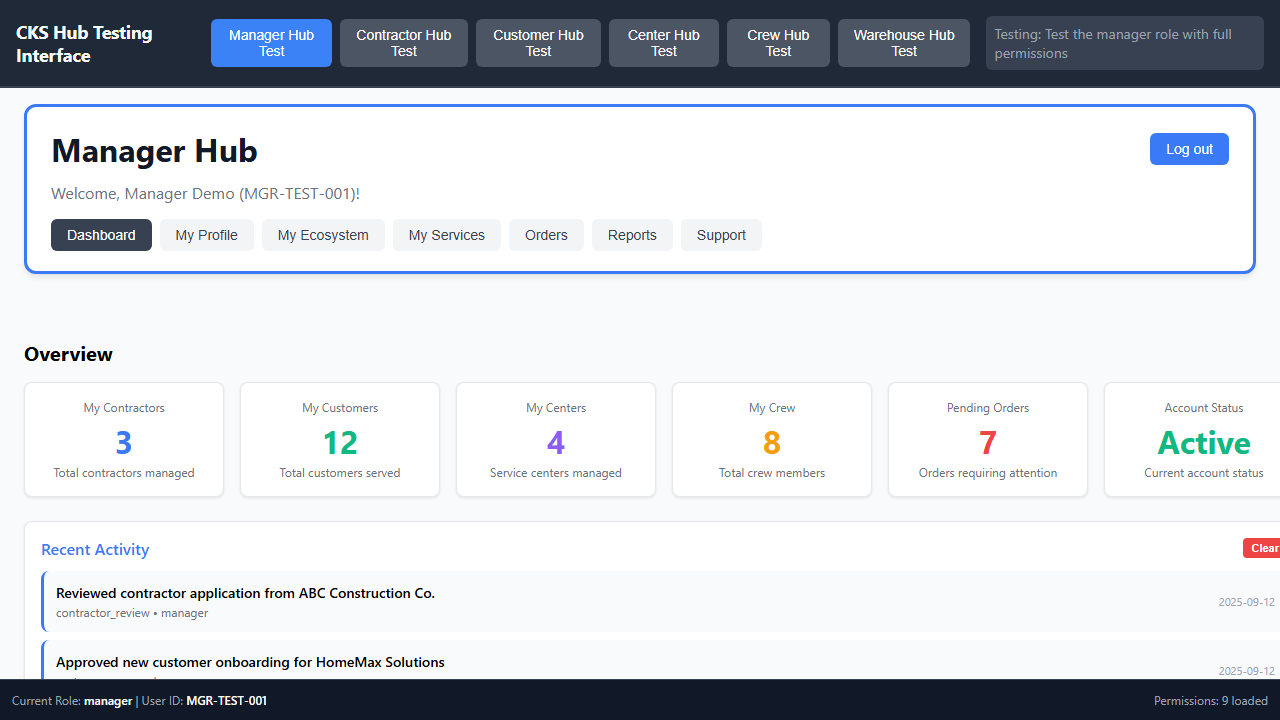 CKS Hub Testing
Interface
Manager Hub
Test
Contractor Hub
Test
Customer Hub
Test
Center Hub
Test
Crew Hub
Test
Warehouse Hub
Test
Testing: Test the manager role with full
permissions
Manager Hub
Log out
Welcome, Manager Demo (MGR-TEST-001)!
Dashboard
My Profile
My Ecosystem
My Services
Orders
Reports
Support
Overview
My Contractors
3
Total contractors managed
My Customers
12
Total customers served
My Centers
4
Service centers managed
My Crew
8
Total crew members
Pending Orders
7
Orders requiring attention
Account Status
Active
Current account status
Recent Activity
Clear
Reviewed contractor application from ABC Construction Co.
contractor_review • manager
2025-09-12
Approved new customer onboarding for HomeMax Solutions
2025-09-12
Current Role: manager | User ID: MGR-TEST-001
Permissions: 9 loaded